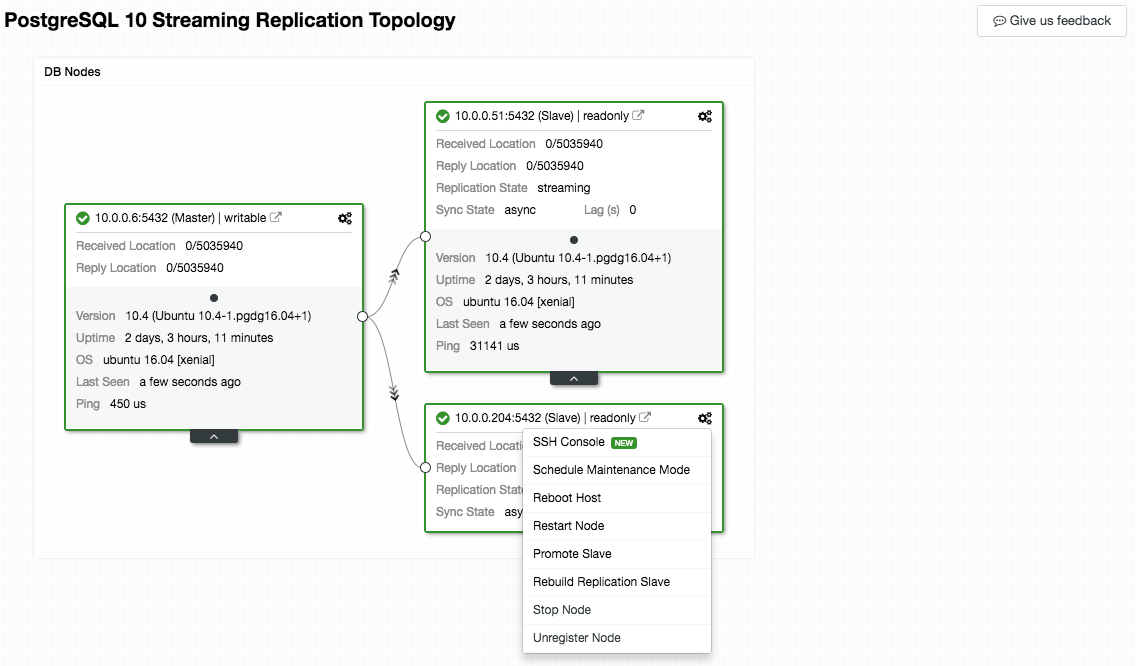 PostgreSQL 10 Streaming Replication Topology
Give us feedback
DB Nodes
10.0.0.6:5432 (Master) | writable
Received Location 0/5035940
Reply Location 0/5035940
Version 10.4 (Ubuntu 10.4-1.pgdg16.04+1)
Uptime 2 days, 3 hours, 11 minutes
OS ubuntu 16.04 [xenial]
Last Seen a few seconds ago
Ping 450 us
10.0.0.51:5432 (Slave) | readonly
Received Location 0/5035940
Reply Location 0/5035940
Replication State streaming
Sync State async Lag (s) 0
Version 10.4 (Ubuntu 10.4-1.pgdg16.04+1)
Uptime 2 days, 3 hours, 11 minutes
OS ubuntu 16.04 [xenial]
Last Seen a few seconds ago
Ping 31141 us
10.0.0.204:5432 (Slave) | readonly
Received Locati
Reply Location
Replication State
Sync State asy
SSH Console NEW
Schedule Maintenance Mode
Reboot Host
Restart Node
Promote Slave
Rebuild Replication Slave
Stop Node
Unregister Node